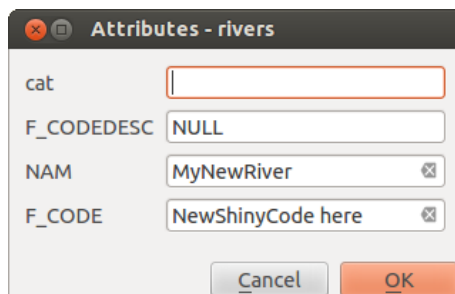 Attributes - rivers
cat
F_CODEDESC NULL
NAM MyNewRiver
F_CODE NewShinyCode here
Cancel OK